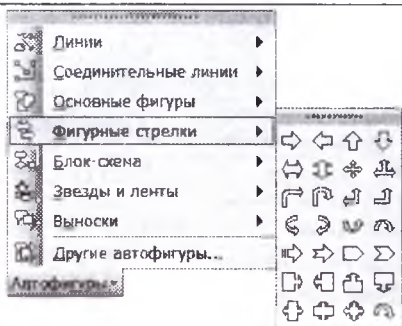 Линии
Соединительные линии
Основные фигуры
Фигурные стрелки
Блок-схема
Звезды и ленты
Выноски
Другие автофигуры...
Автофигуры